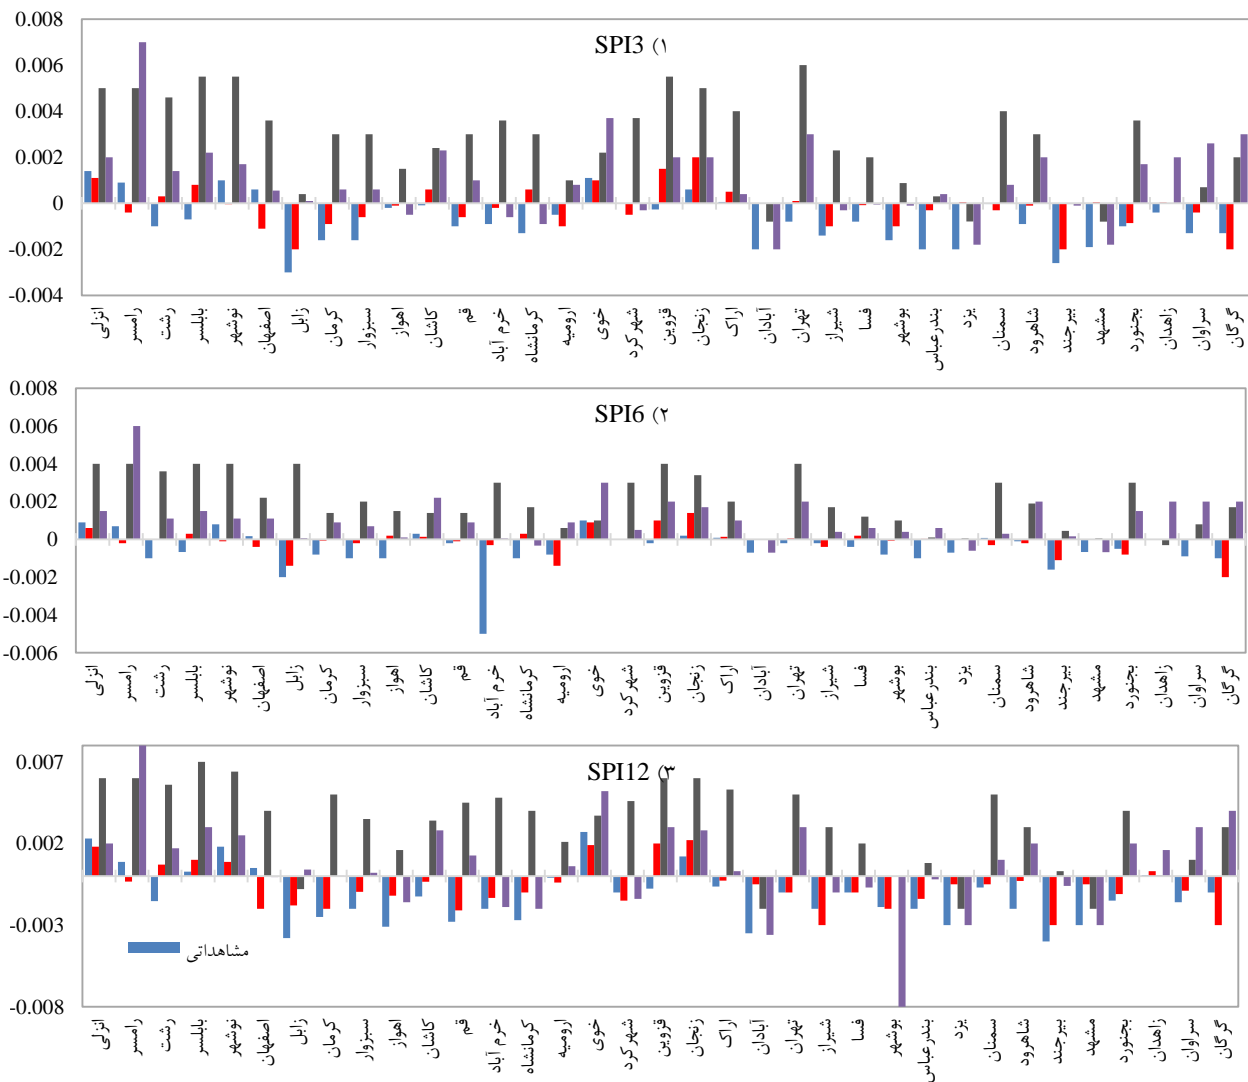 0.008
0.006
0.004
0.002
0
-0.002
-0.004
SPI3 (۱
انزلی
رامسر
رشت
بابلسر
نوشهر
اصفهان
زابل
کرمان
سبزوار
اهواز
کاشان
قم
خرم آباد
کرمانشاه
ارومیه
خوی
شهرکرد
قزوین
زنجان
اراک
آبادان
تهران
شیراز
فسا
بوشهر
بندرعباس
یزد
سمنان
شاهرود
بیرجند
مشهد
بجنورد
زاهدان
سراوان
گرگان
0.008
0.006
0.004
0.002
0
-0.002
-0.004
-0.006
SPI6 (۲
انزلی
رامسر
رشت
بابلسر
نوشهر
اصفهان
زابل
کرمان
سبزوار
اهواز
کاشان
قم
خرم آباد
کرمانشاه
ارومیه
خوی
شهرکرد
قزوین
زنجان
اراک
آبادان
تهران
شیراز
فسا
بوشهر
بندرعباس
یزد
سمنان
شاهرود
بیرجند
مشهد
بجنورد
زاهدان
سراوان
گرگان
0.007
0.002
-0.003
-0.008
SPI12 (۳
مشاهداتی
انزلی
رامسر
رشت
بابلسر
نوشهر
اصفهان
زابل
کرمان
سبزوار
اهواز
کاشان
قم
خرم آباد
کرمانشاه
ارومیه
خوی
شهرکرد
قزوین
زنجان
اراک
آبادان
تهران
شیراز
فسا
بوشهر
بندرعباس
یزد
سمنان
شاهرود
بیرجند
مشهد
بجنورد
زاهدان
سراوان
گرگان